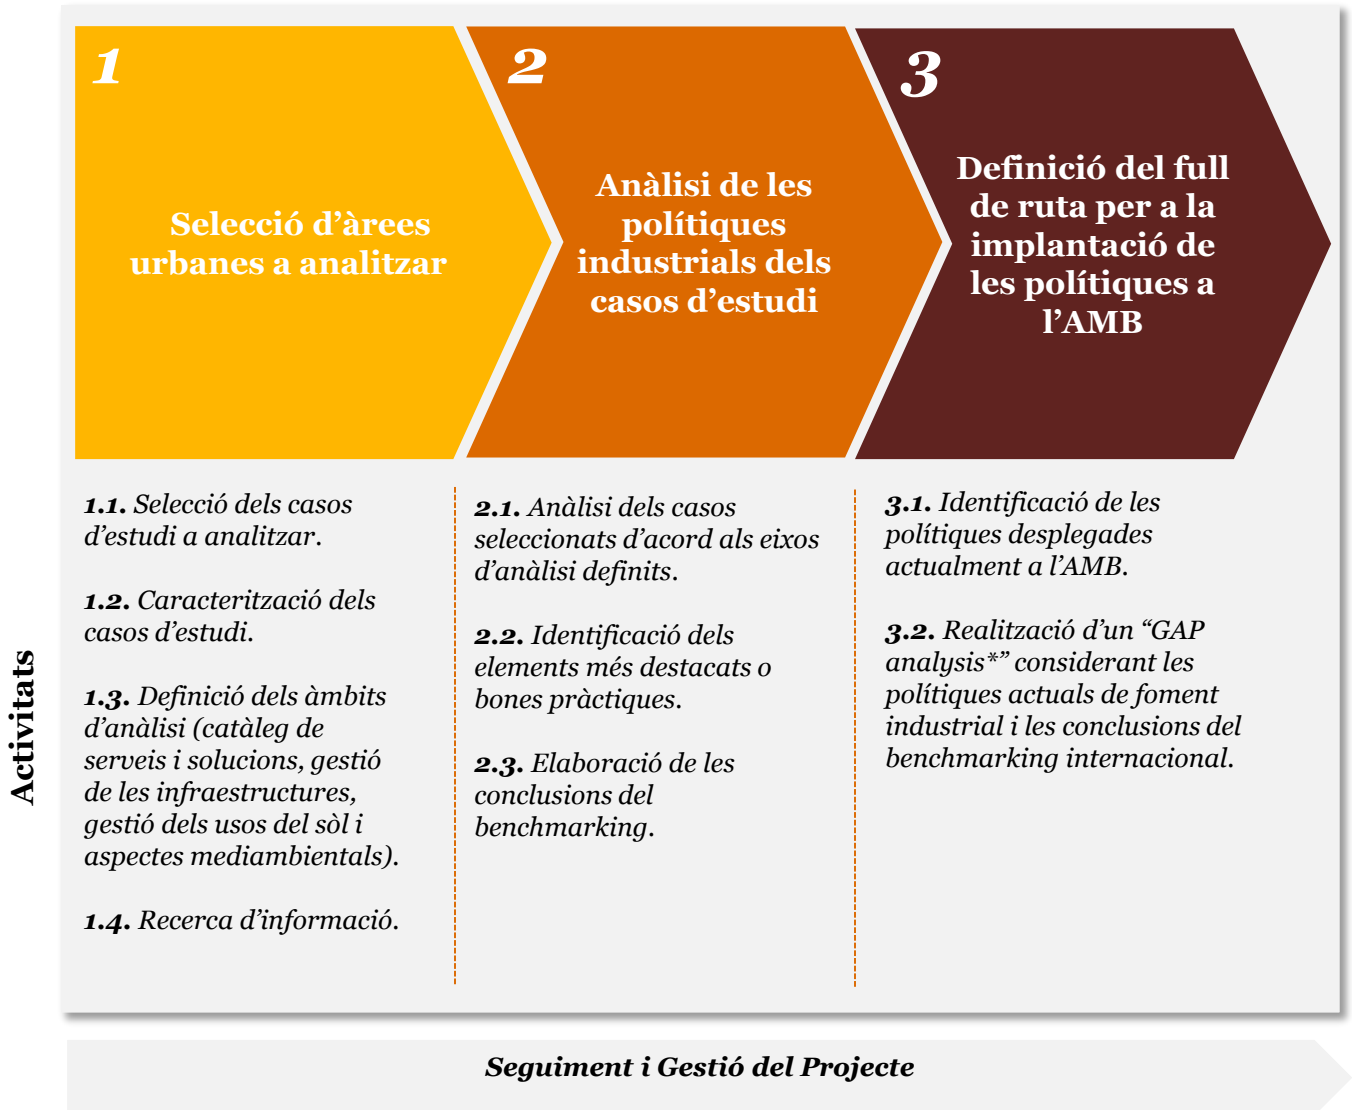 1
Selecció d’àrees
urbanes a analitzar
2
Anàlisi de les
polítiques
industrials dels
casos d’estudi
3
Definició del full
de ruta per a la
implantació de
les polítiques a
l’AMB
Activitats
1.1. Selecció dels casos
d’estudi a analitzar.
1.2. Caracterització dels
casos d’estudi.
1.3. Definició dels àmbits
d’anàlisi (catàleg de
serveis i solucions, gestió
de les infraestructures,
gestió dels usos del sòl i
aspectes mediambientals).
1.4. Recerca d’informació.
2.1. Anàlisi dels casos
seleccionats d’acord als eixos
d’anàlisi definits.
2.2. Identificació dels
elements més destacats o
bones pràctiques.
2.3. Elaboració de les
conclusions del
benchmarking.
3.1. Identificació de les
polítiques desplegades
actualment a l’AMB.
3.2. Realització d’un “GAP
analysis*” considerant les
polítiques actuals de foment
industrial i les conclusions del
benchmarking internacional.
Seguiment i Gestió del Projecte